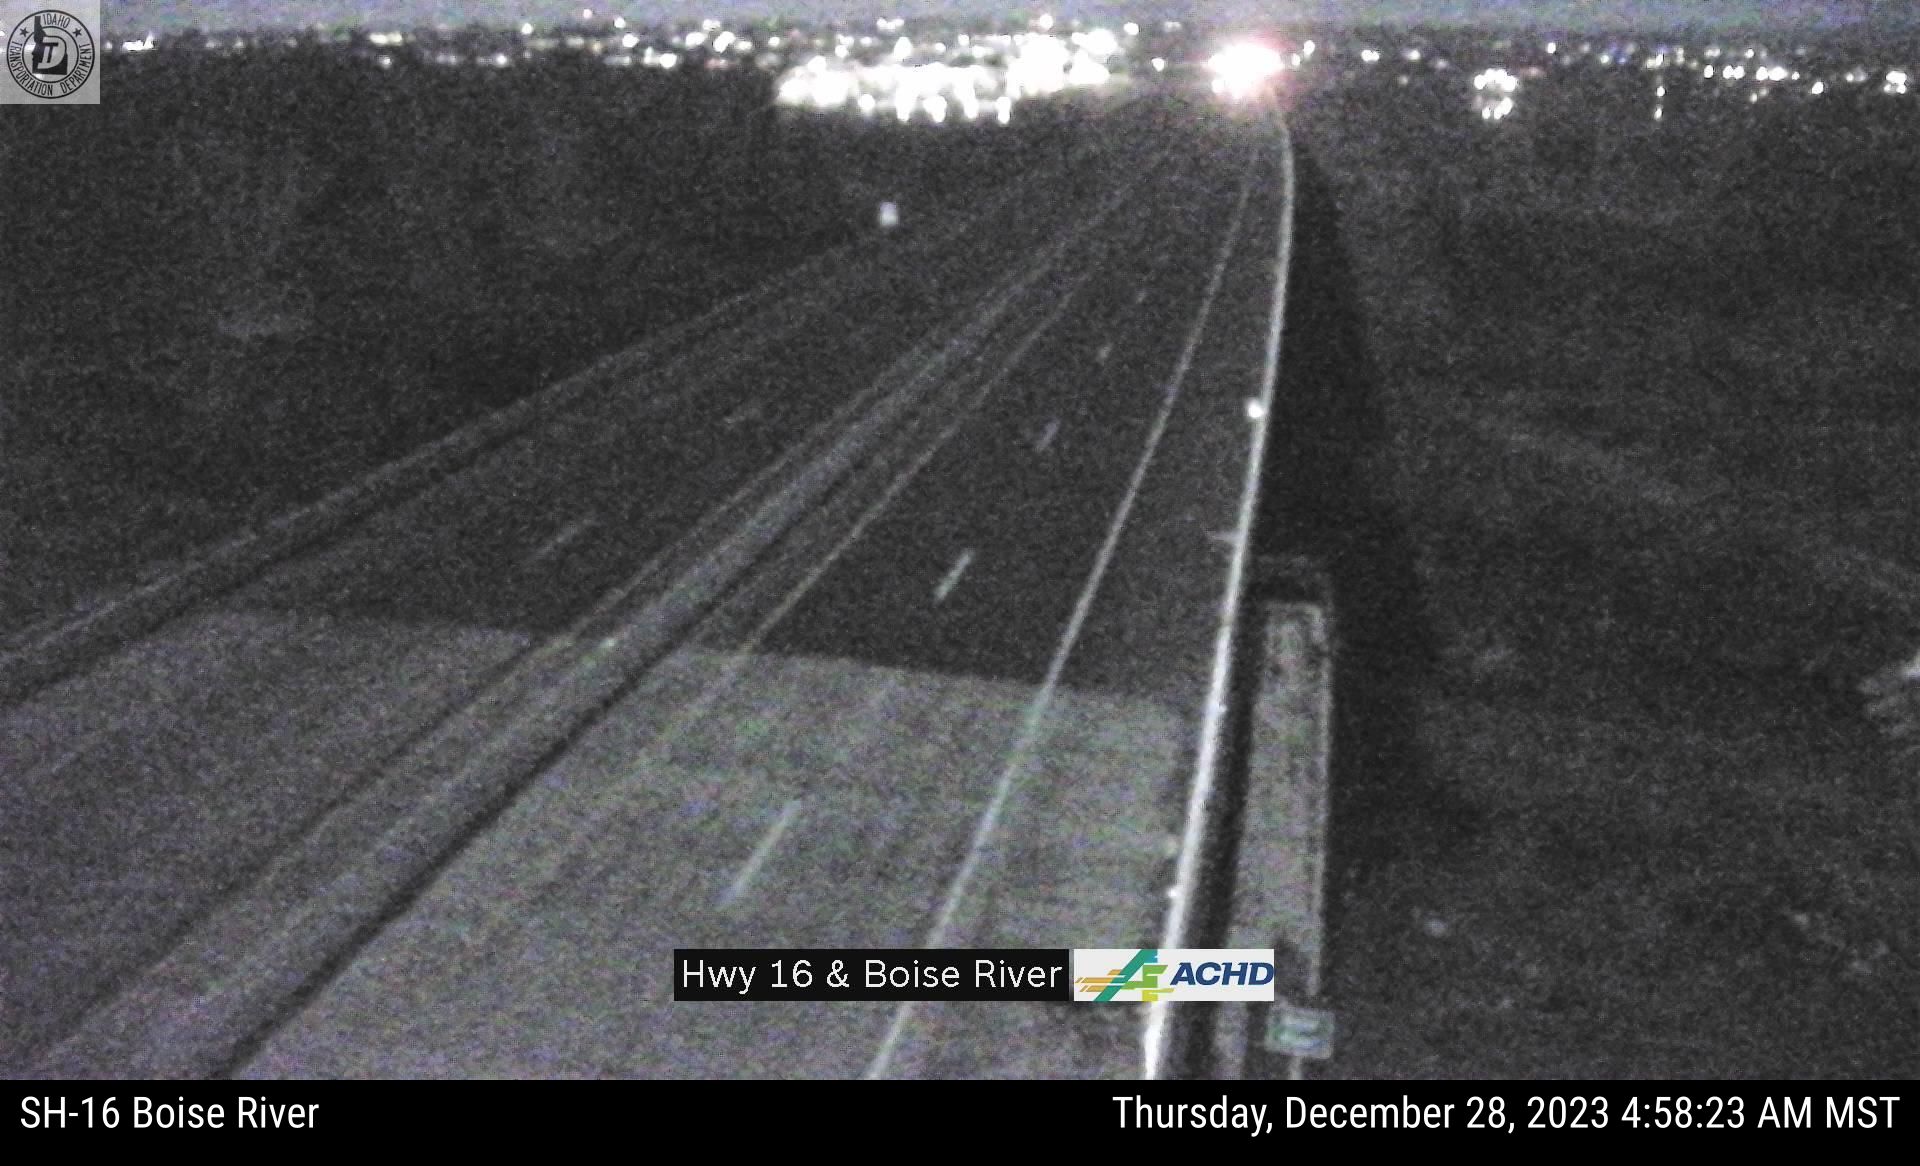 IDAHO
TRANSPORTATION DEPARTMENT
Hwy 16 & Boise River
ACHD
SH-16 Boise River
Thursday, December 28, 2023 4:58:23 AM MST